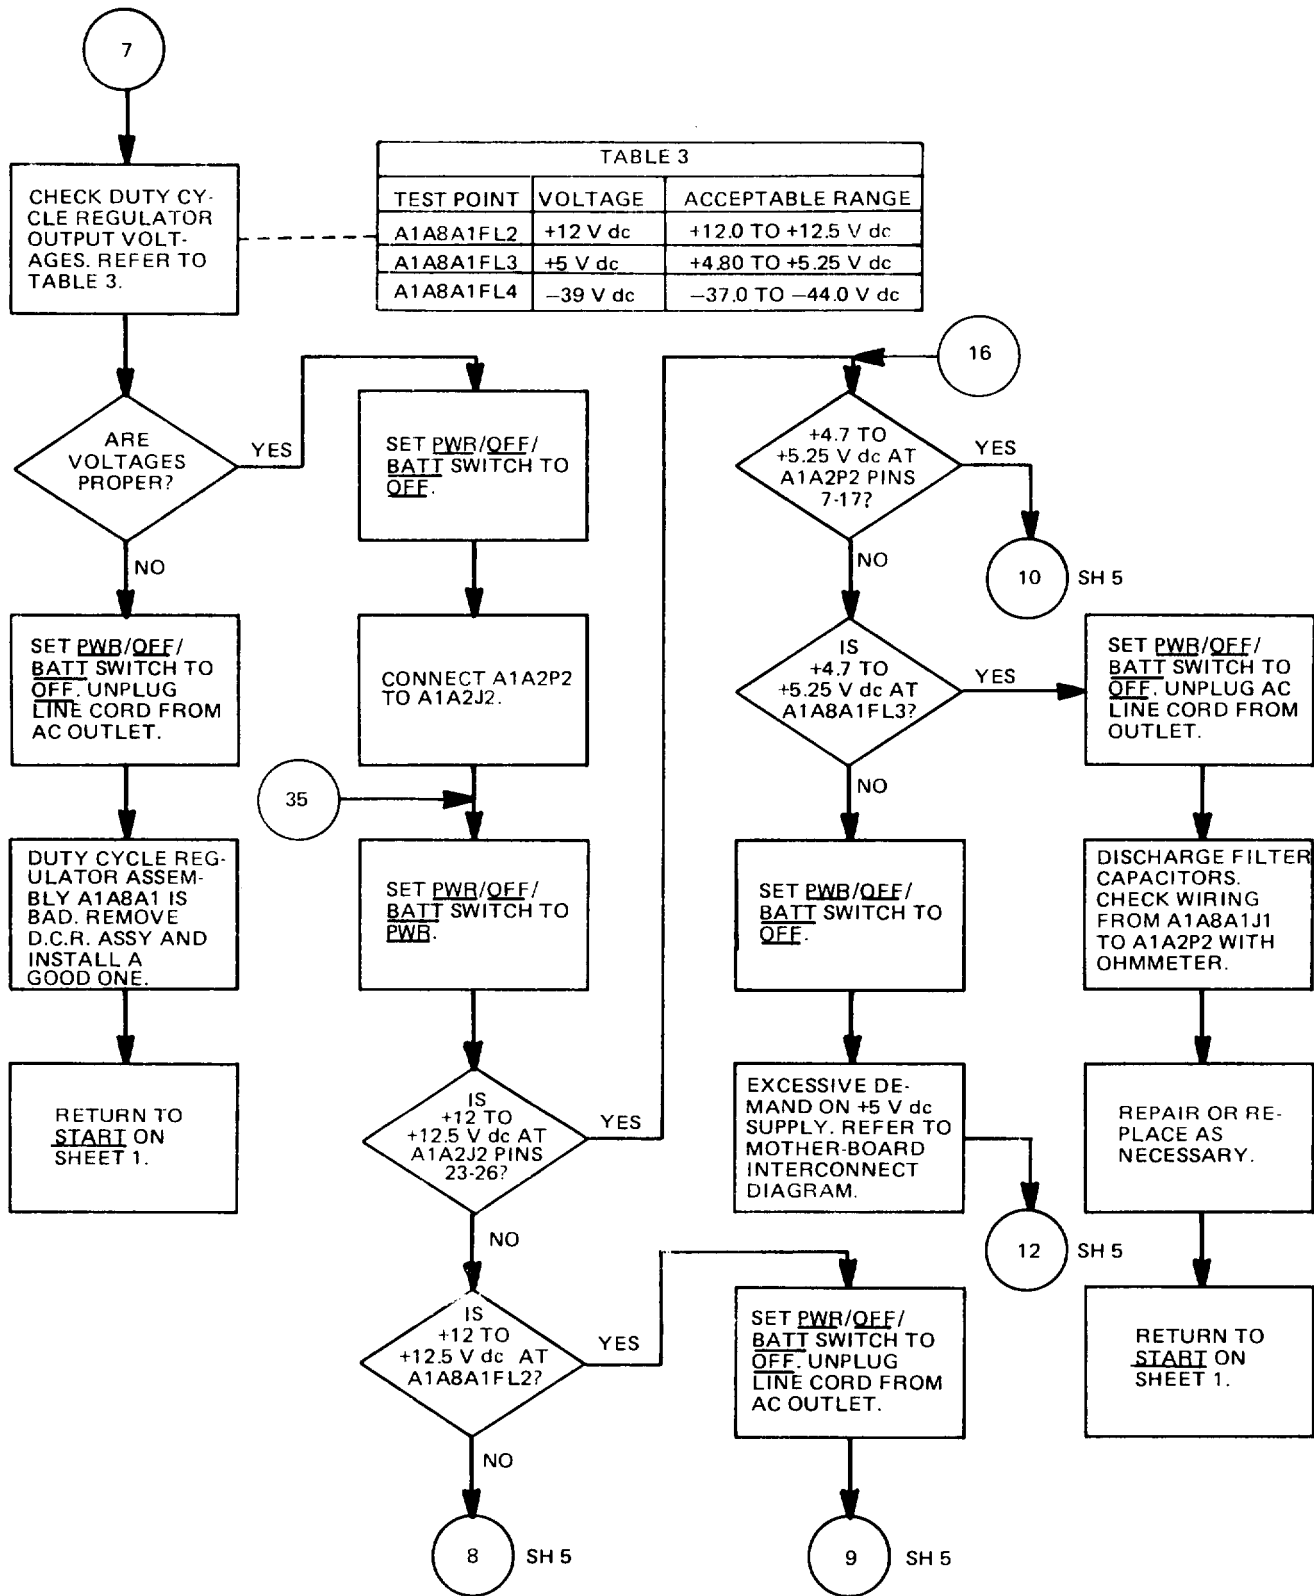 7
CHECK DUTY CY-
CLE REGULATOR
OUTPUT VOLT-
AGES. REFER TO
TABLE 3.
TABLE 3
TEST POINT VOLTAGE ACCEPTABLE RANGE
A1A8A1FL2 +12 V dc +12.0 TO +12.5 V dc
A1A8A1FL3 +5 V dc +4.80 TO +5.25 V dc
A1A8A1FL4 −39 V dc −37.0 TO −44.0 V dc
ARE
VOLTAGES
PROPER?
YES
NO
SET PWR/OFF/
BATT SWITCH TO
OFF. UNPLUG
LINE CORD FROM
AC OUTLET.
DUTY CYCLE REG-
ULATOR ASSEM-
BLY A1A8A1 IS
BAD. REMOVE
D.C.R. ASSY AND
INSTALL A
GOOD ONE.
RETURN TO
START ON
SHEET 1.
SET PWR/OFF/
BATT SWITCH TO
OFF.
CONNECT A1A2P2
TO A1A2J2.
35
SET PWR/OFF/
BATT SWITCH TO
PWR.
IS
+12 TO
+12.5 V dc AT
A1A2J2 PINS
23-26?
YES
NO
IS
+12 TO
+12.5 V dc AT
A1A8A1FL2?
YES
NO
8 SH 5
16
+4.7 TO
+5.25 V dc AT
A1A2P2 PINS
7-17?
YES
10 SH 5
NO
IS
+4.7 TO
+5.25 V dc AT
A1A8A1FL3?
YES
NO
SET PWR/OFF/
BATT SWITCH TO
OFF.
EXCESSIVE DE-
MAND ON +5 V dc
SUPPLY. REFER TO
MOTHER-BOARD
INTERCONNECT
DIAGRAM.
12 SH 5
SET PWR/OFF/
BATT SWITCH TO
OFF. UNPLUG
LINE CORD FROM
AC OUTLET.
9 SH 5
SET PWR/OFF/
BATT SWITCH TO
OFF. UNPLUG AC
LINE CORD FROM
OUTLET.
DISCHARGE FILTER
CAPACITORS.
CHECK WIRING
FROM A1A8A1J1
TO A1A2P2 WITH
OHMMETER.
REPAIR OR RE-
PLACE AS
NECESSARY.
RETURN TO
START ON
SHEET 1.